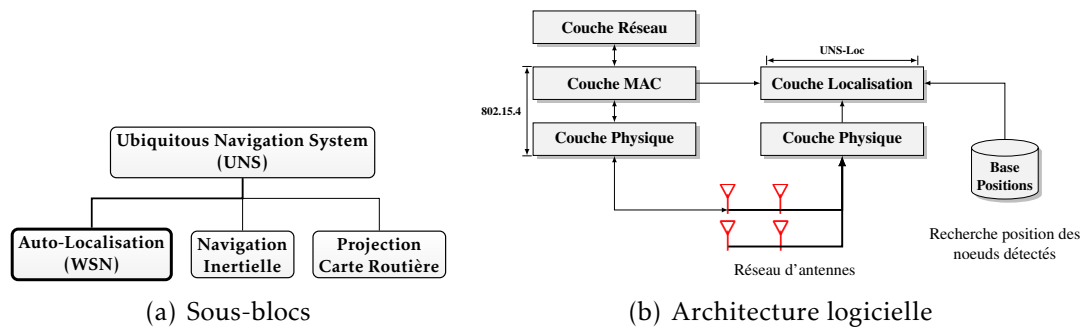 Ubiquitous Navigation System
(UNS)
Auto-Localisation
(WSN)
Navigation
Inertielle
Projection
Carte Routière
(a) Sous-blocs
Couche Réseau
UNS-Loc
Couche MAC
Couche Localisation
802.15.4
Couche Physique
Couche Physique
Base
Positions
Recherche position des
noeuds détectés
Réseau d'antennes
(b) Architecture logicielle